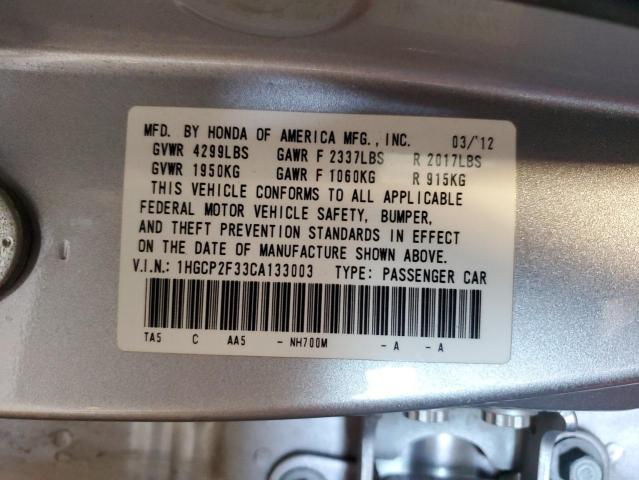 MFD. BY HONDA OF AMERICA MFG., INC. 03/'12
GVWR 4299LBS GAWR F 2337LBS R 2017LBS
GVWR 1950KG GAWR F 1060KG R 915KG
THIS VEHICLE CONFORMS TO ALL APPLICABLE
FEDERAL MOTOR VEHICLE SAFETY, BUMPER,
AND THEFT PREVENTION STANDARDS IN EFFECT
ON THE DATE OF MANUFACTURE SHOWN ABOVE.
V.I.N.: 1HGCP2F33CA133003 TYPE: PASSENGER CAR
TA5 C AA5 - NH700M - A - A